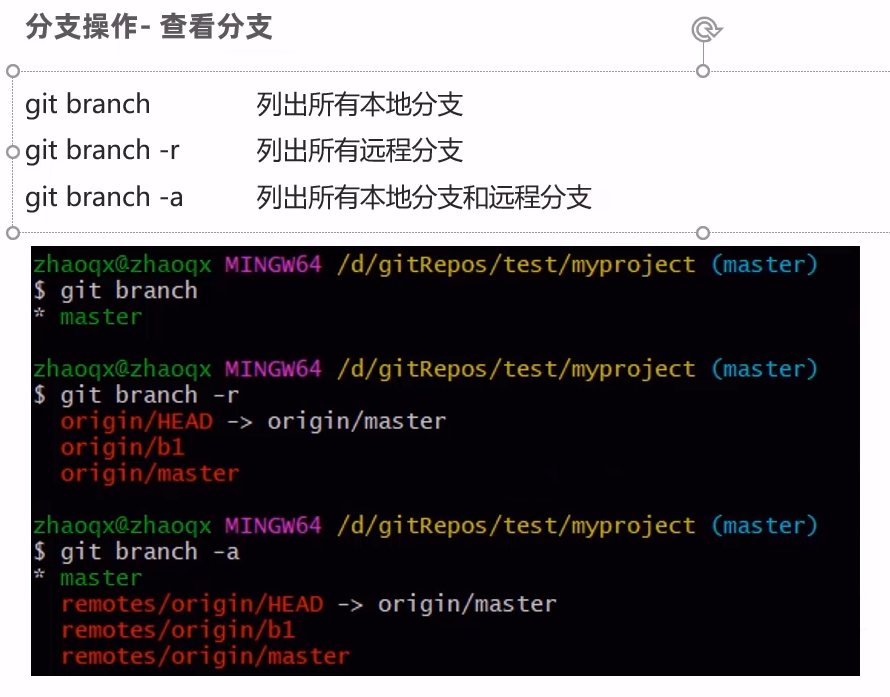 分支操作- 查看分支
git branch 列出所有本地分支
git branch -r 列出所有远程分支
git branch -a 列出所有本地分支和远程分支
zhaoqx@zhaoqx MINGW64 /d/gitRepos/test/myproject (master)
$ git branch
* master
zhaoqx@zhaoqx MINGW64 /d/gitRepos/test/myproject (master)
$ git branch -r
origin/HEAD -> origin/master
origin/b1
origin/master
zhaoqx@zhaoqx MINGW64 /d/gitRepos/test/myproject (master)
$ git branch -a
* master
remotes/origin/HEAD -> origin/master
remotes/origin/b1
remotes/origin/master